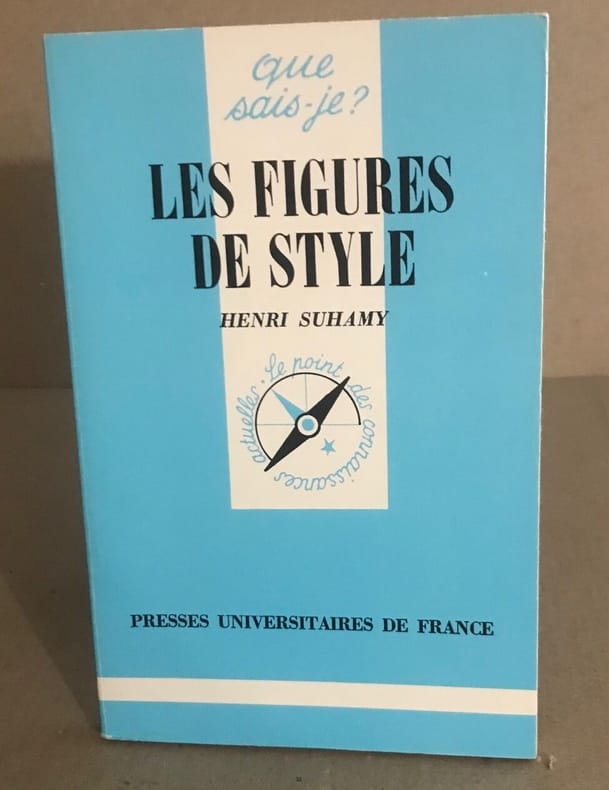 que
sais-je?
LES FIGURES
DE STYLE
HENRI SUHAMY
Le point des connaissances actuelles.
PRESSES UNIVERSITAIRES DE FRANCE